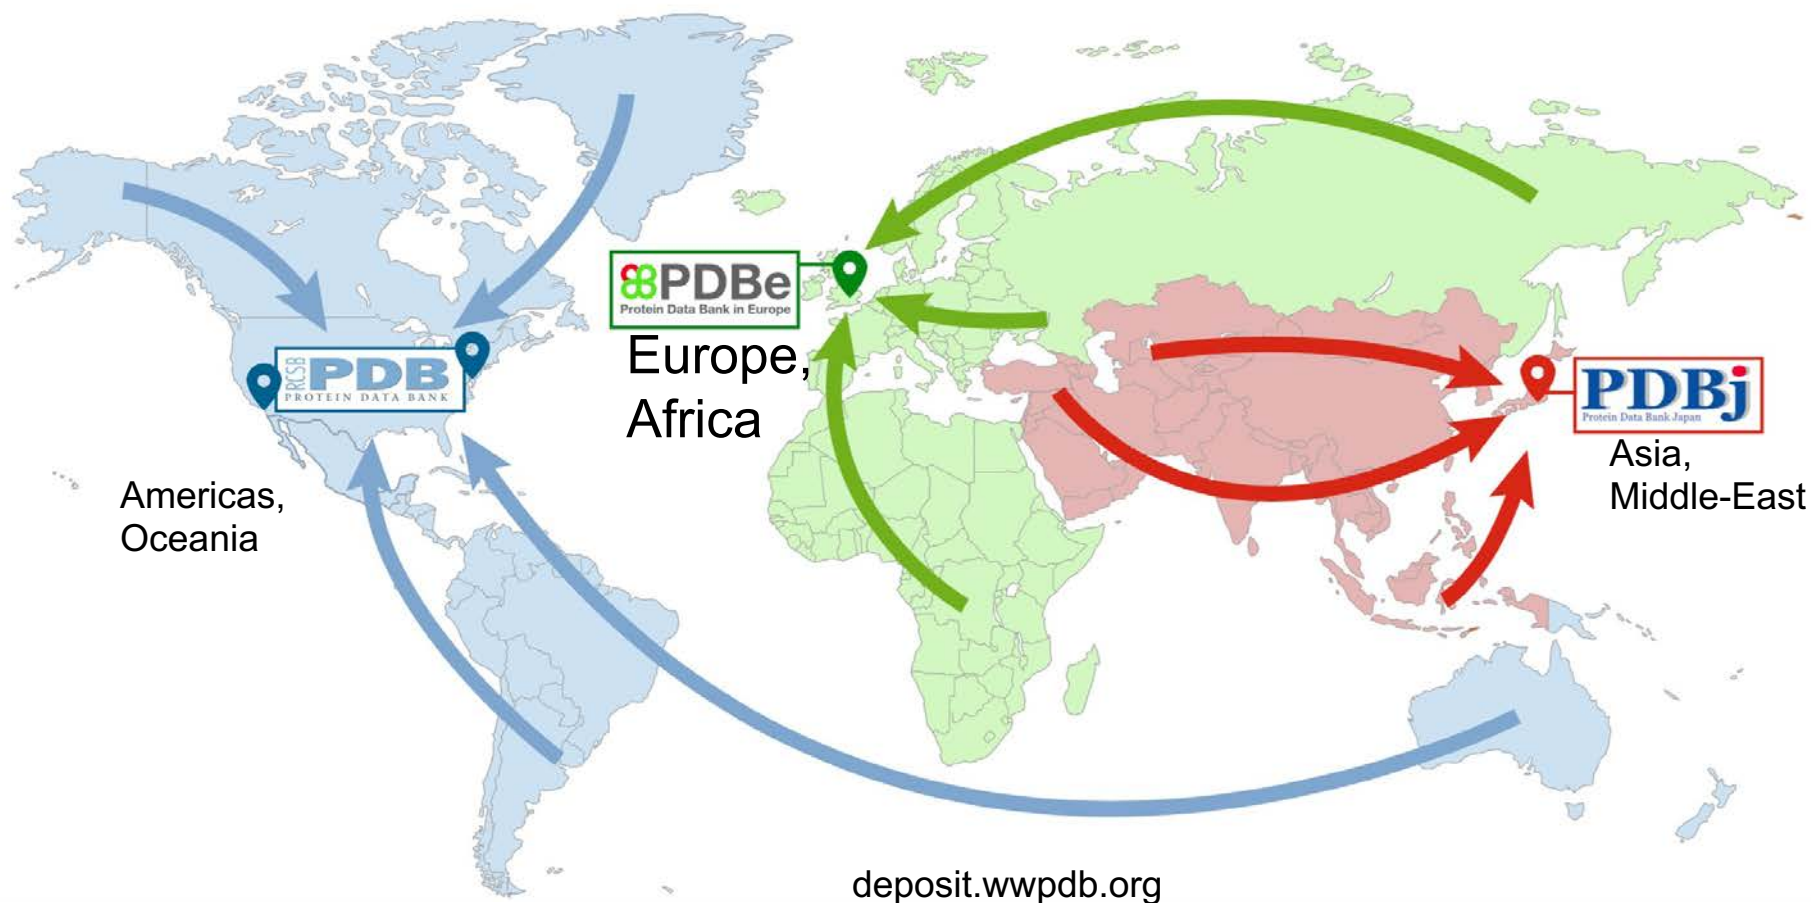 PDBe
Protein Data Bank in Europe
Europe,
Africa
RCSB
PDB
PROTEIN DATA BANK
Americas,
Oceania
PDBj
Protein Data Bank Japan
Asia,
Middle-East
deposit.wwpdb.org